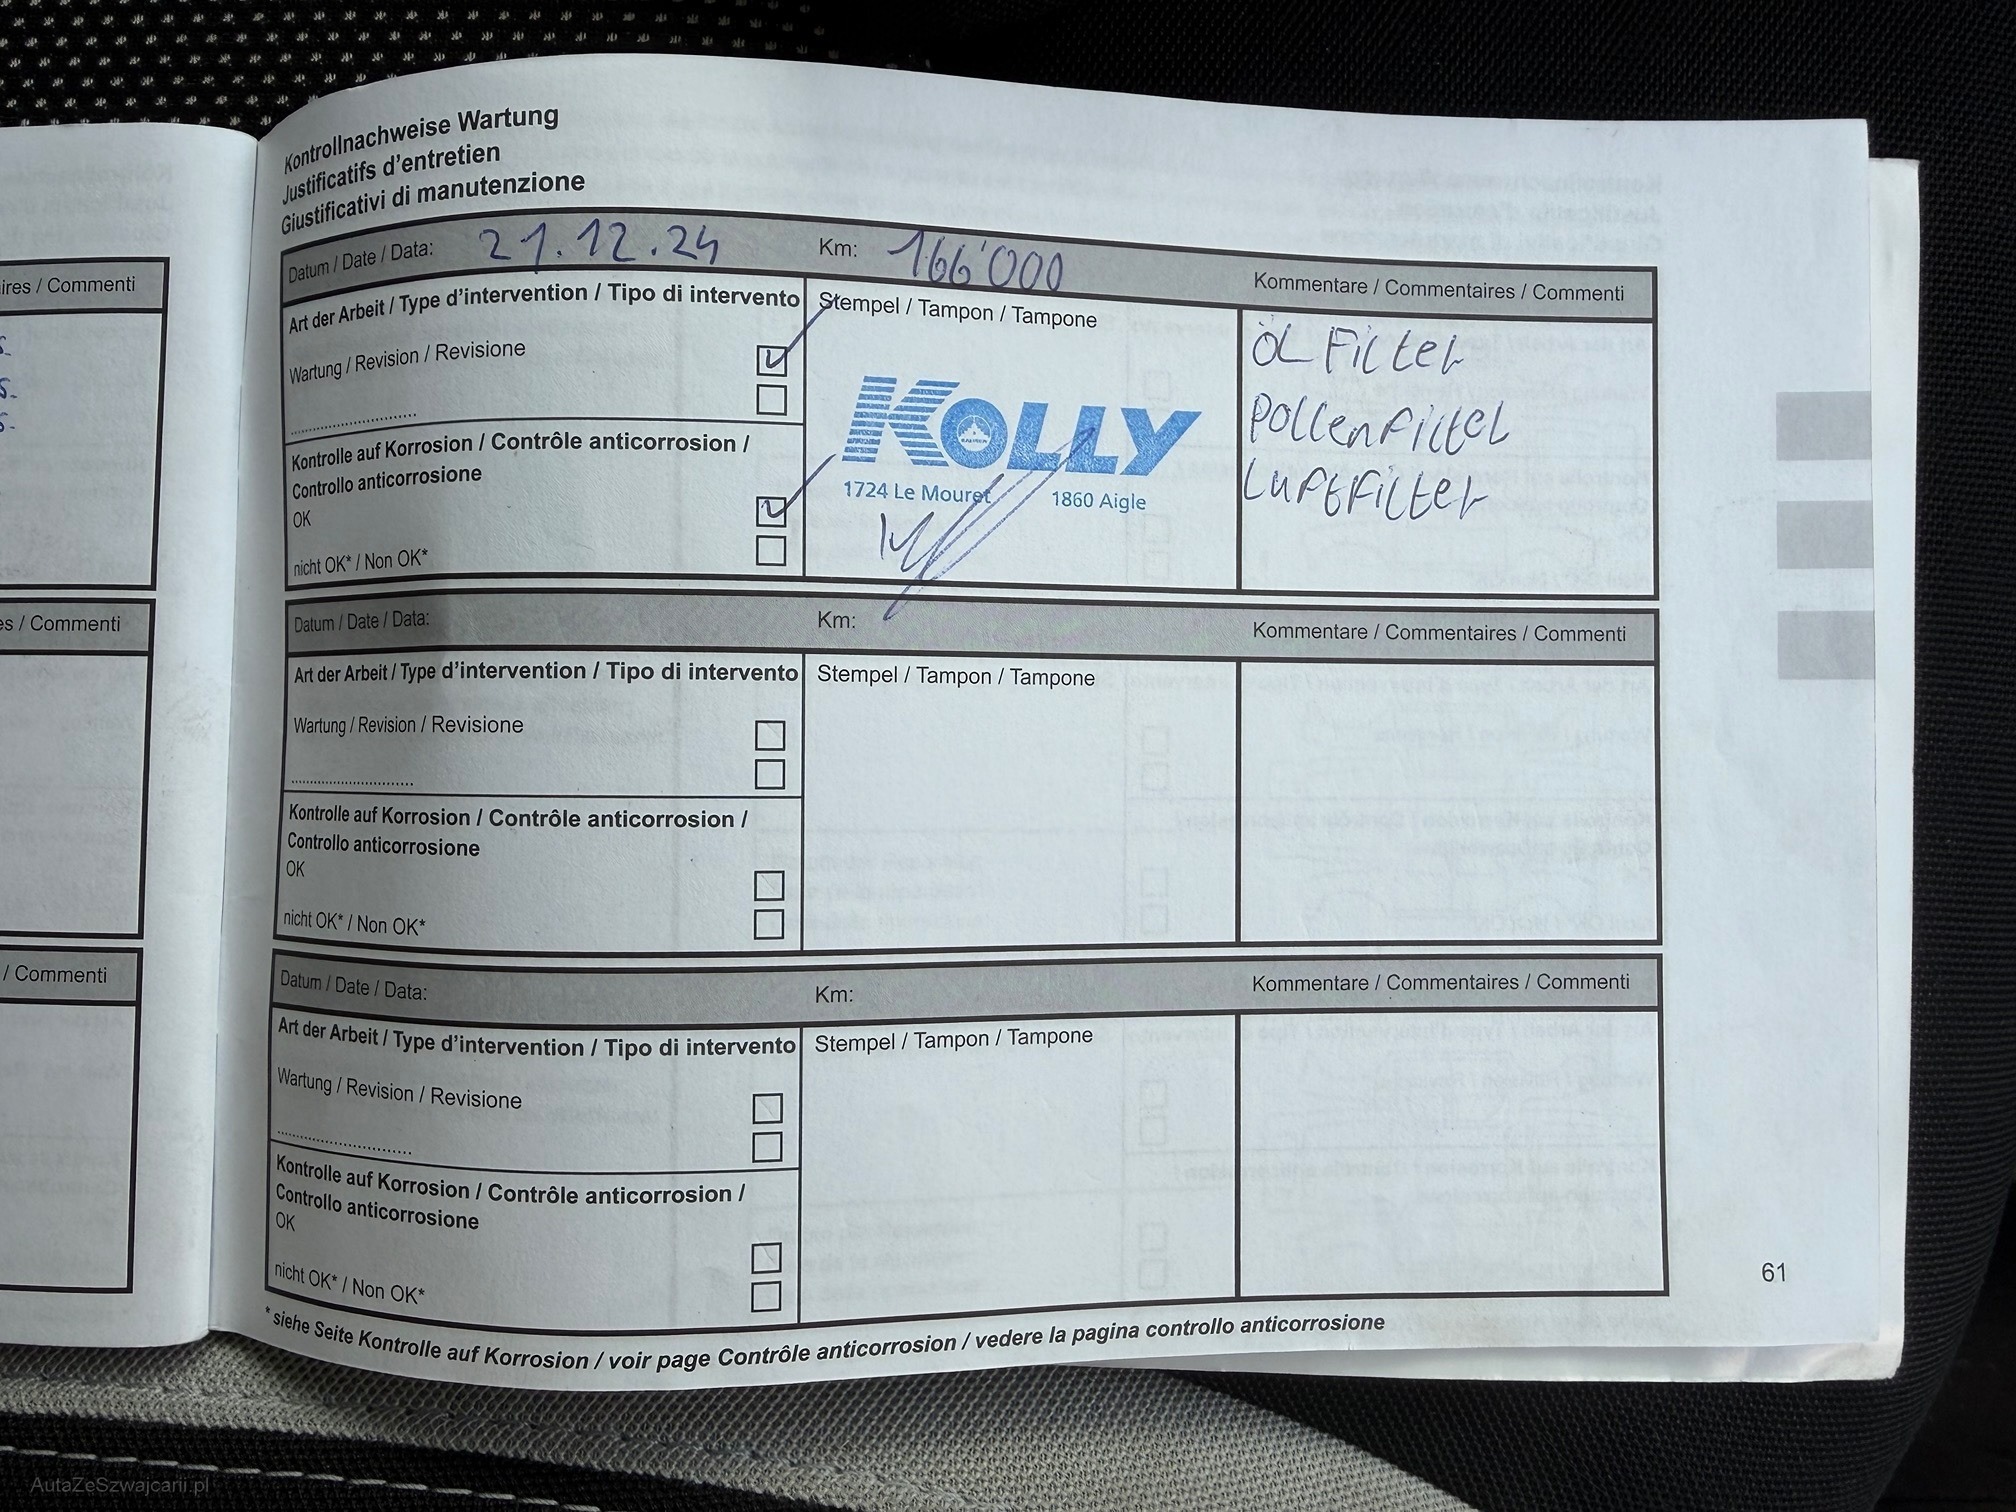 Kontrollnachweise Wartung
Justificatifs d'entretien
Giustificativi di manutenzione
Datum / Date / Data: 21.12.24 Km: 166'000 Kommentare / Commentaires / Commenti
Art der Arbeit / Type d'intervention / Tipo di intervento
Wartung / Revision / Revisione
....................
Kontrolle auf Korrosion / Contrôle anticorrosion /
Controllo anticorrosione
OK
nicht OK* / Non OK*
Stempel / Tampon / Tampone
KOLLY
1724 Le Mouret 1860 Aigle
ÖL Filter
Pollenfilter
Luftfilter
Datum / Date / Data: Km: Kommentare / Commentaires / Commenti
Art der Arbeit / Type d'intervention / Tipo di intervento
Wartung / Revision / Revisione
....................
Kontrolle auf Korrosion / Contrôle anticorrosion /
Controllo anticorrosione
OK
nicht OK* / Non OK*
Stempel / Tampon / Tampone
Datum / Date / Data: Km: Kommentare / Commentaires / Commenti
Art der Arbeit / Type d'intervention / Tipo di intervento
Wartung / Revision / Revisione
....................
Kontrolle auf Korrosion / Contrôle anticorrosion /
Controllo anticorrosione
OK
nicht OK* / Non OK*
Stempel / Tampon / Tampone
* siehe Seite Kontrolle auf Korrosion / voir page Contrôle anticorrosion / vedere la pagina controllo anticorrosione
61
/ Commenti
/ Commenti
/ Commenti
AutaZeSzwajcarii.pl